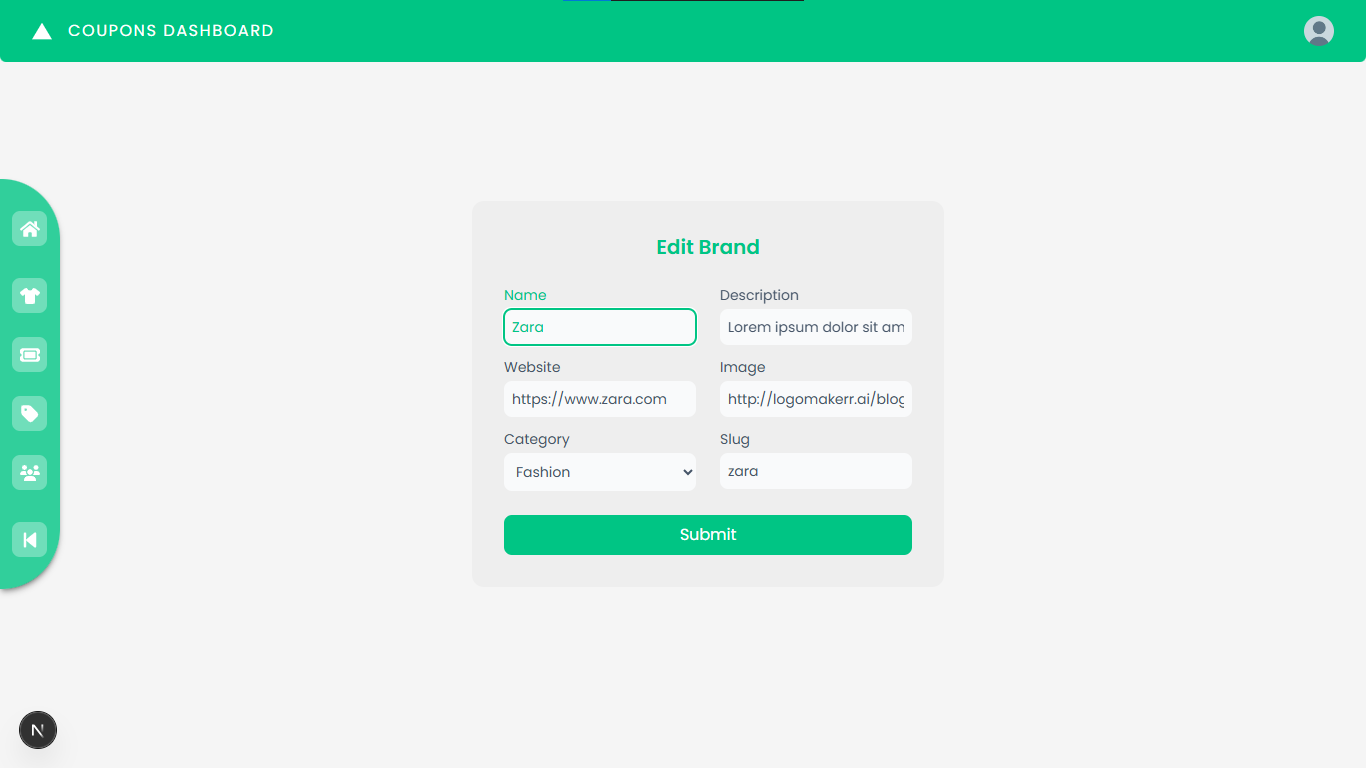 COUPONS DASHBOARD
Edit Brand
Name
Description
Zara
Lorem ipsum dolor sit am
Website
Image
https://www.zara.com
http://logomakerr.ai/blog
Category
Slug
Fashion
zara
Submit
N